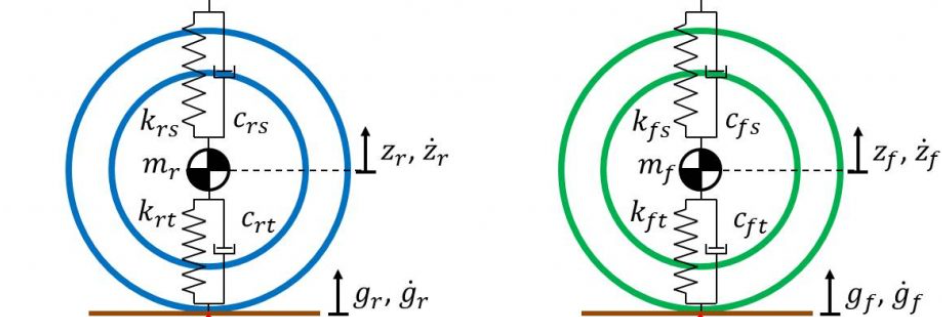 k_rs c_rs k_fs c_fs
m_r z_r, ż_r m_f z_f, ż_f
k_rt c_rt k_ft c_ft
g_r, ġ_r g_f, ġ_f